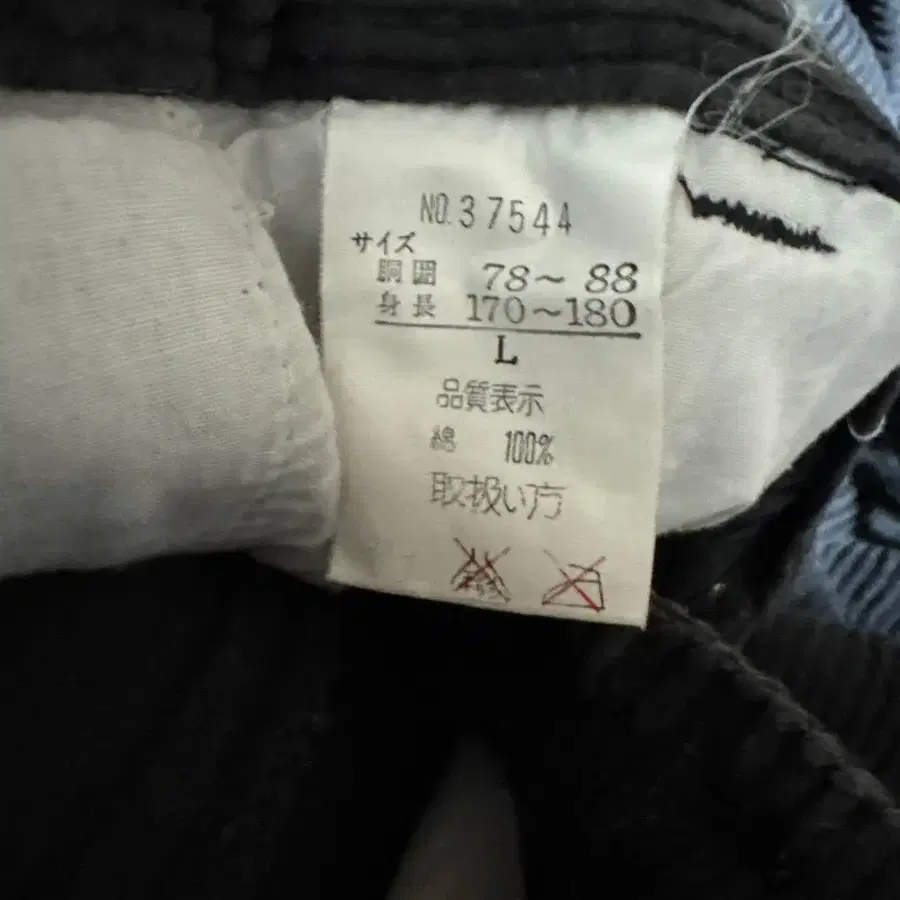 NO.37544
サイズ
胴囲 78～88
身長 170～180
L
品質表示
綿 100%
取扱い方